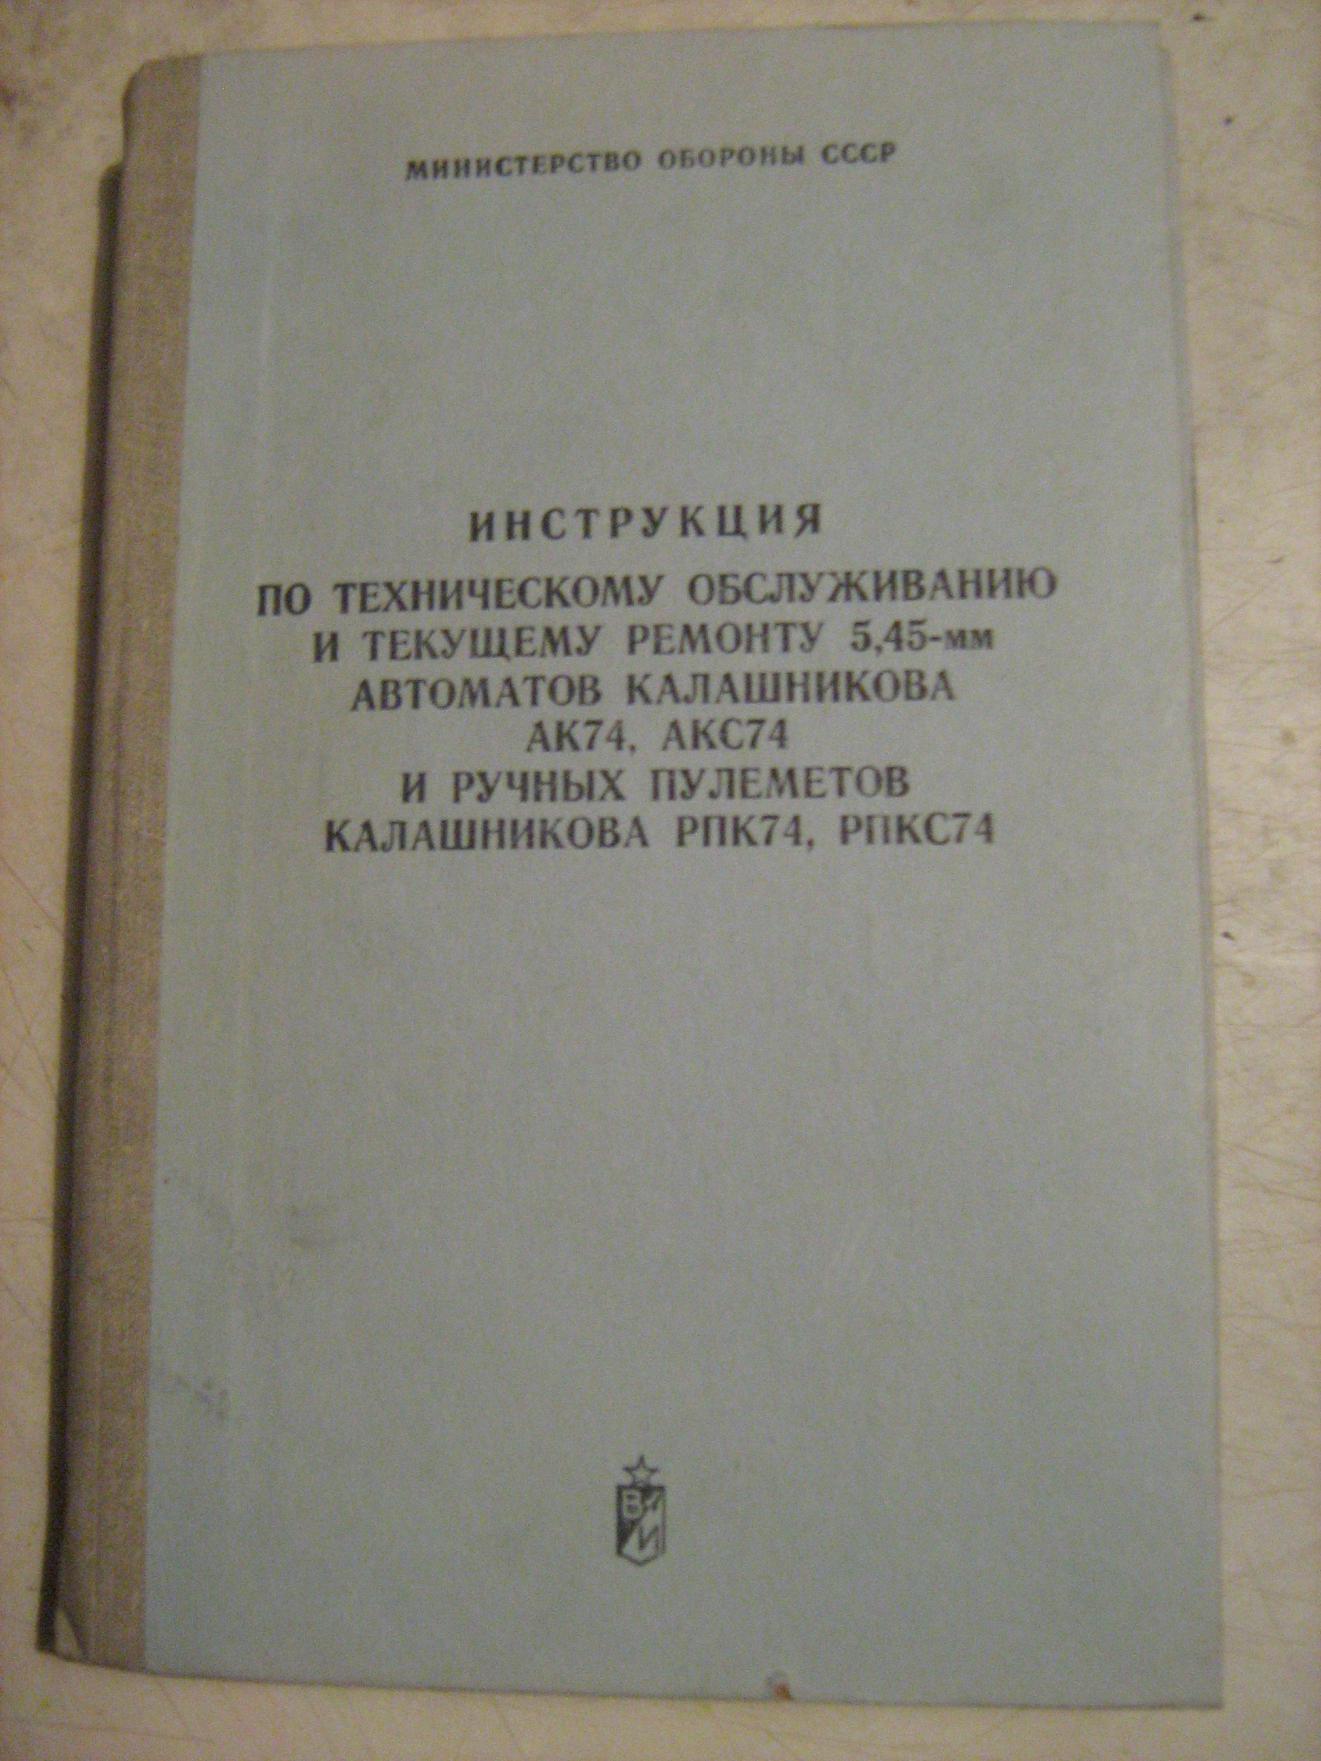 МИНИСТЕРСТВО ОБОРОНЫ СССР
ИНСТРУКЦИЯ
ПО ТЕХНИЧЕСКОМУ ОБСЛУЖИВАНИЮ
И ТЕКУЩЕМУ РЕМОНТУ 5,45-мм
АВТОМАТОВ КАЛАШНИКОВА
АК74, АКС74
И РУЧНЫХ ПУЛЕМЕТОВ
КАЛАШНИКОВА РПК74, РПКС74
В И